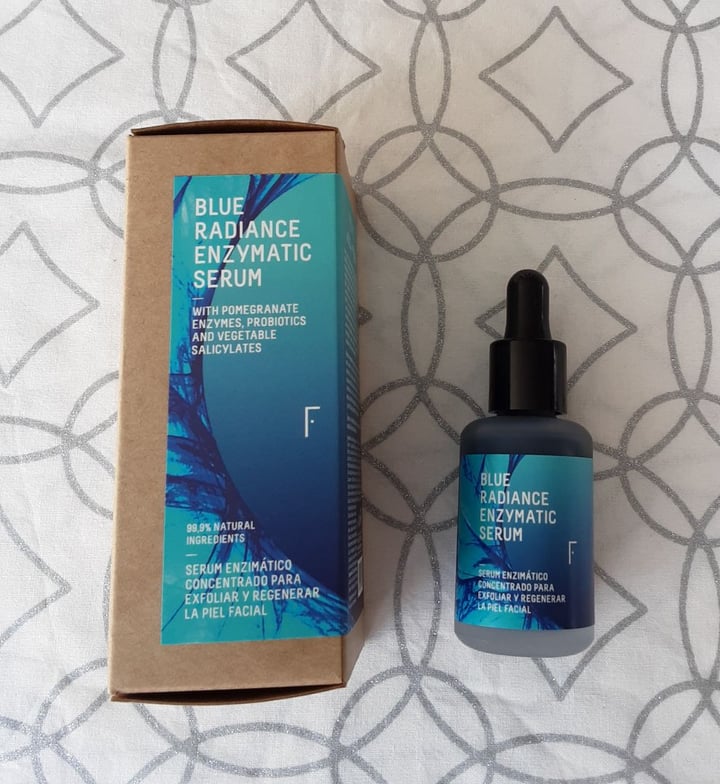 BLUE
RADIANCE
ENZYMATIC
SERUM
WITH POMEGRANATE
ENZYMES, PROBIOTICS
AND VEGETABLE
SALICYLATES
F
99,9% NATURAL
INGREDIENTS
SERUM ENZIMÁTICO
CONCENTRADO PARA
EXFOLIAR Y REGENERAR
LA PIEL FACIAL
BLUE
RADIANCE
ENZYMATIC
SERUM
F
SERUM ENZIMÁTICO
CONCENTRADO PARA
EXFOLIAR Y REGENERAR
LA PIEL FACIAL